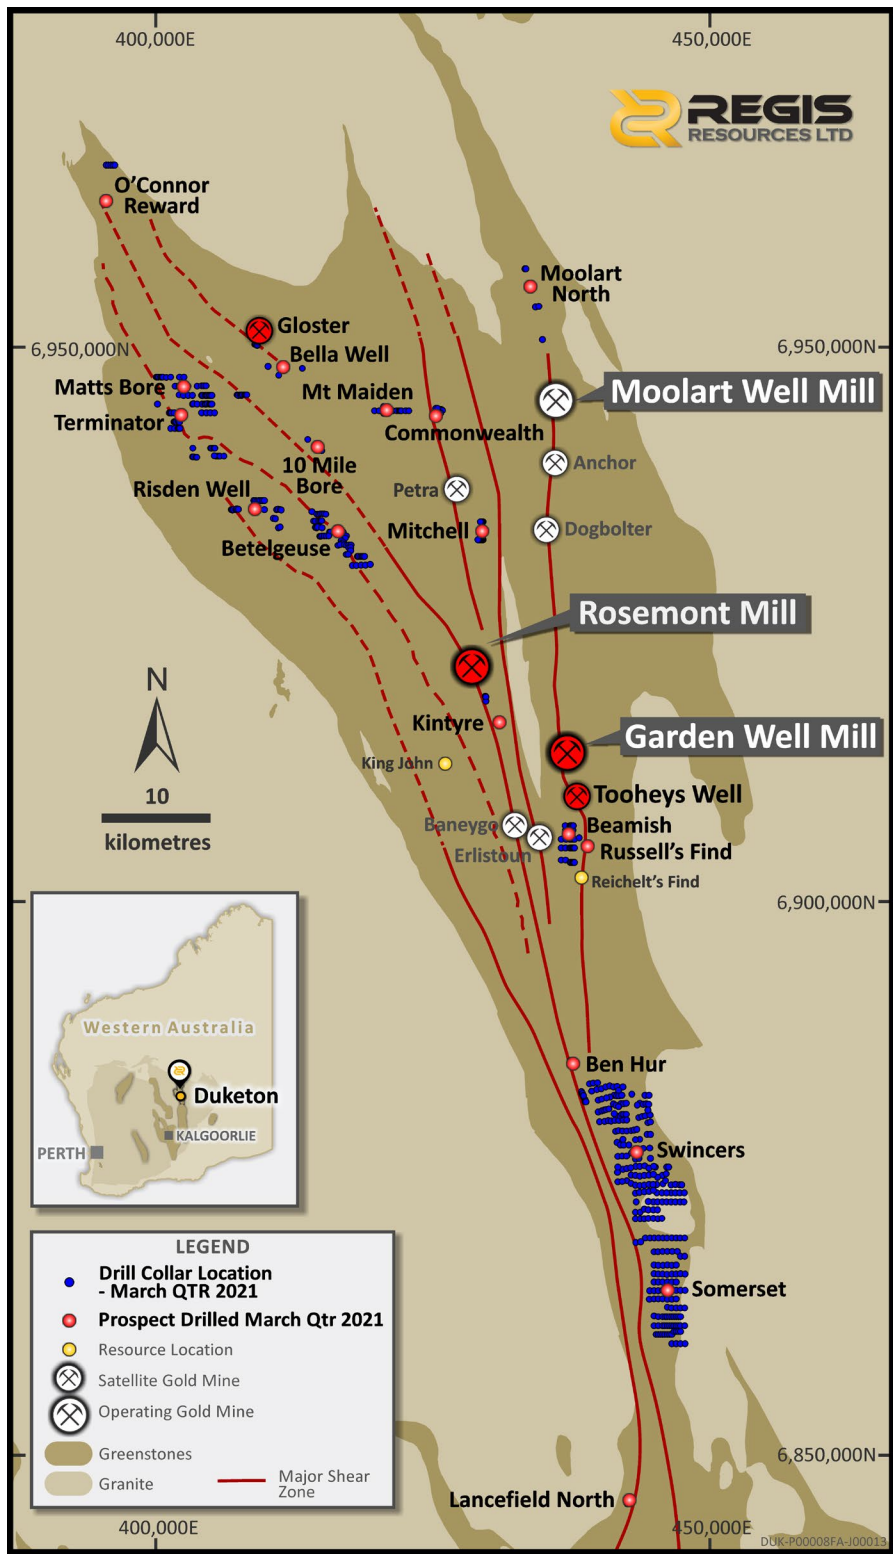 400,000E
450,000E
REGIS
RESOURCES LTD
O'Connor
Reward
Moolart
North
Gloster
6,950,000N
6,950,000N
Bella Well
Matts Bore
Mt Maiden
Moolart Well Mill
Terminator
Commonwealth
10 Mile
Bore
Anchor
Risden Well
Petra
Betelgeuse
Mitchell
Dogbolter
Rosemont Mill
N
Kintyre
Garden Well Mill
King John
10
kilometres
Tooheys Well
Baneygo
Beamish
Erlistoun
Russell's Find
Reichelt's Find
6,900,000N
Western Australia
Duketon
KALGOORLIE
PERTH
Ben Hur
Swincers
Somerset
LEGEND
Drill Collar Location
- March QTR 2021
Prospect Drilled March Qtr 2021
Resource Location
Satellite Gold Mine
Operating Gold Mine
Greenstones
Granite
Major Shear
Zone
6,850,000N
Lancefield North
400,000E
450,000E
DUK-P00008FA-J00013